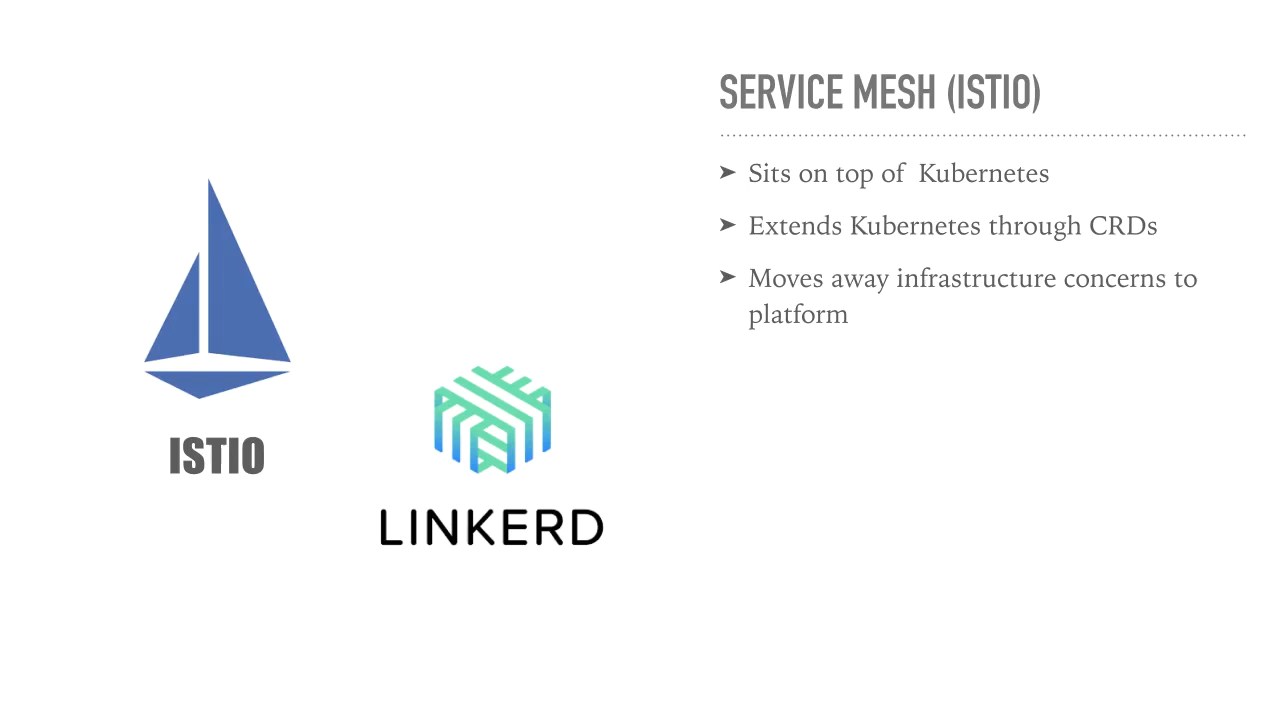 SERVICE MESH (ISTIO)
➤ Sits on top of  Kubernetes
➤ Extends Kubernetes through CRDs
➤ Moves away infrastructure concerns to
platform
ISTIO
LINKERD